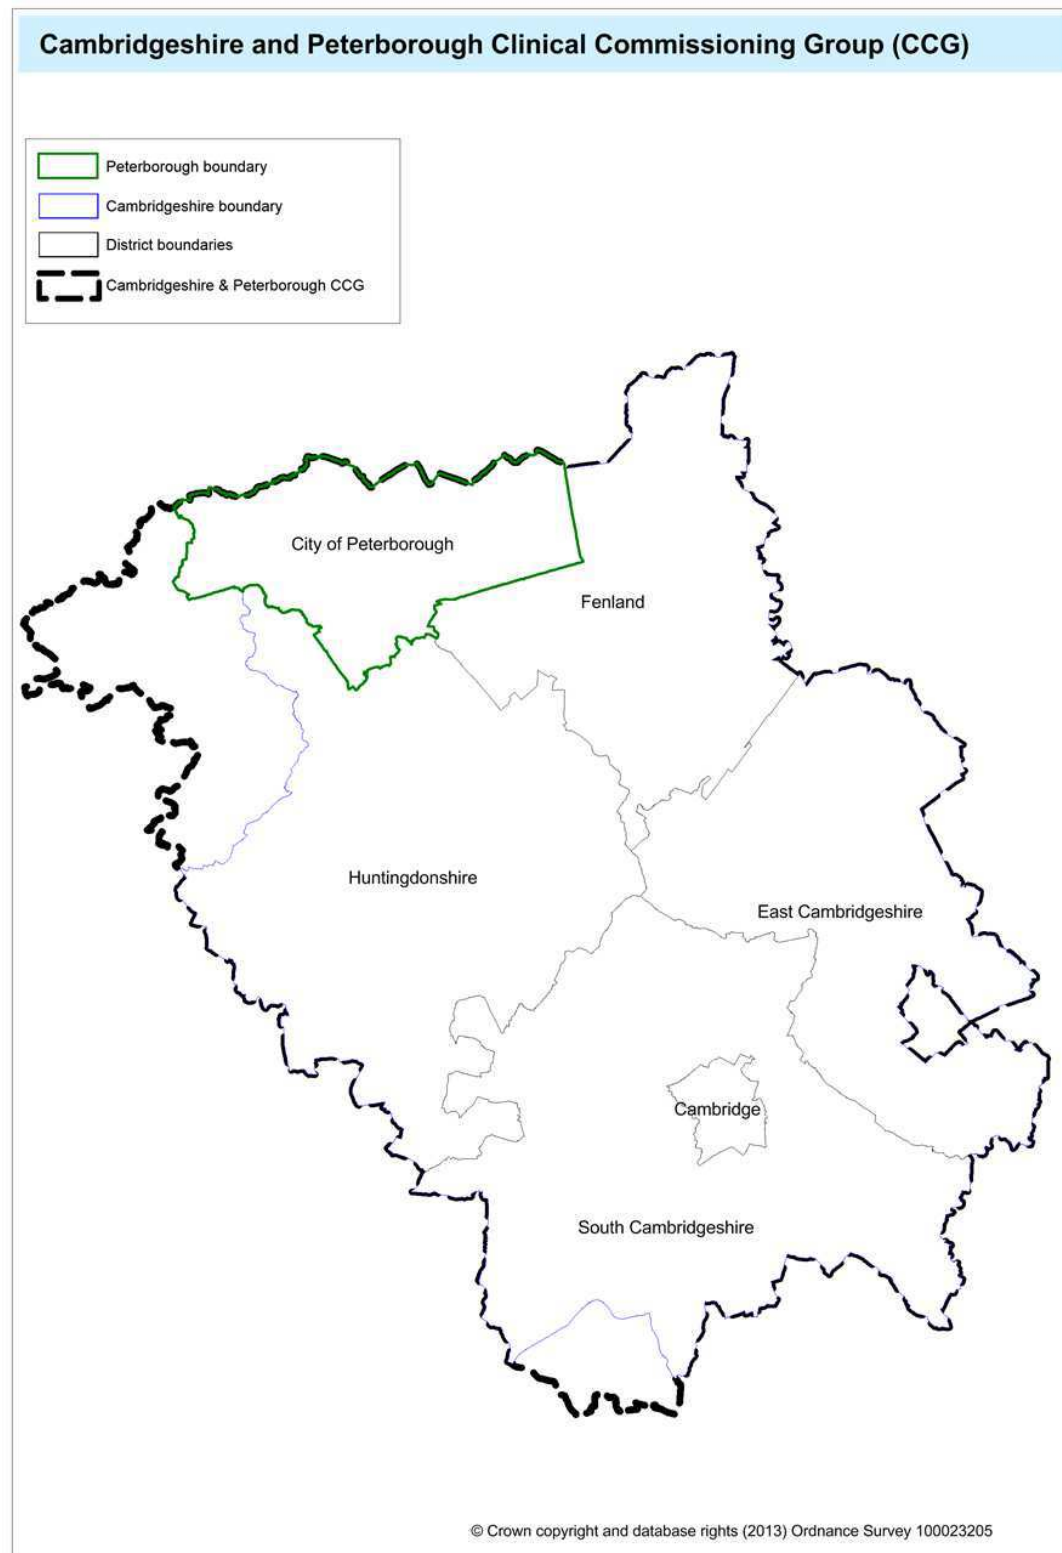 Cambridgeshire and Peterborough Clinical Commissioning Group (CCG)
Peterborough boundary
Cambridgeshire boundary
District boundaries
Cambridgeshire & Peterborough CCG
City of Peterborough
Fenland
Huntingdonshire
East Cambridgeshire
Cambridge
South Cambridgeshire
© Crown copyright and database rights (2013) Ordnance Survey 100023205